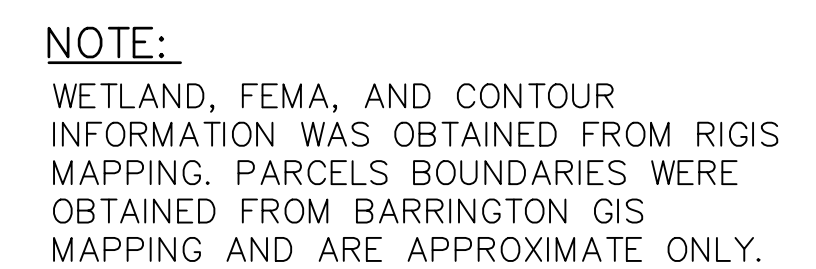 NOTE:
WETLAND, FEMA, AND CONTOUR
INFORMATION WAS OBTAINED FROM RIGIS
MAPPING. PARCELS BOUNDARIES WERE
OBTAINED FROM BARRINGTON GIS
MAPPING AND ARE APPROXIMATE ONLY.